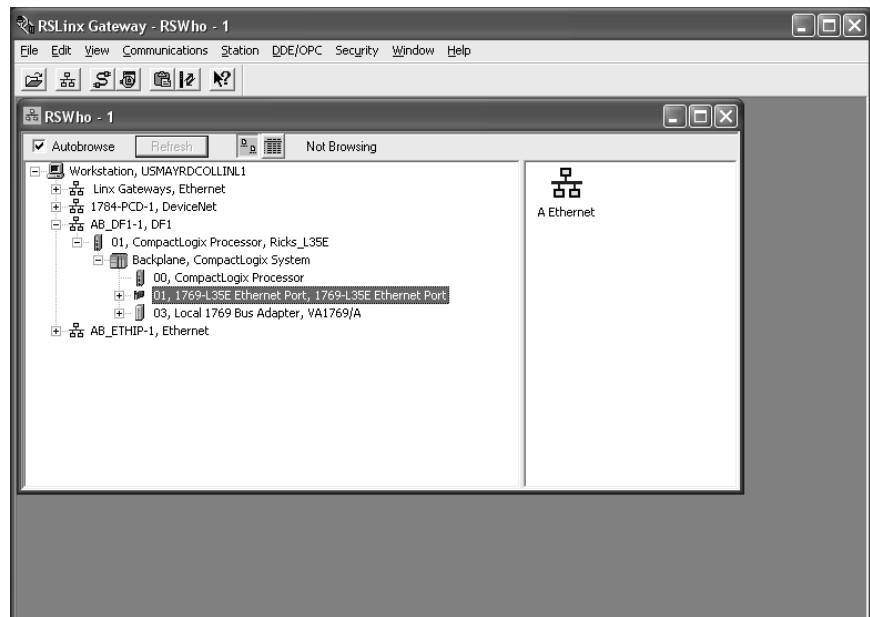 RSLinx Gateway - RSWho - 1
File Edit View Communications Station DDE/OPC Security Window Help
RSWho - 1
Autobrowse Refresh Not Browsing
Workstation, USMAYRDCOLLINL1
Linx Gateways, Ethernet
1784-PCD-1, DeviceNet
AB_DF1-1, DF1
01, CompactLogix Processor, Ricks_L35E
Backplane, CompactLogix System
00, CompactLogix Processor
01, 1769-L35E Ethernet Port, 1769-L35E Ethernet Port
03, Local 1769 Bus Adapter, VA1769/A
AB_ETHIP-1, Ethernet
A Ethernet